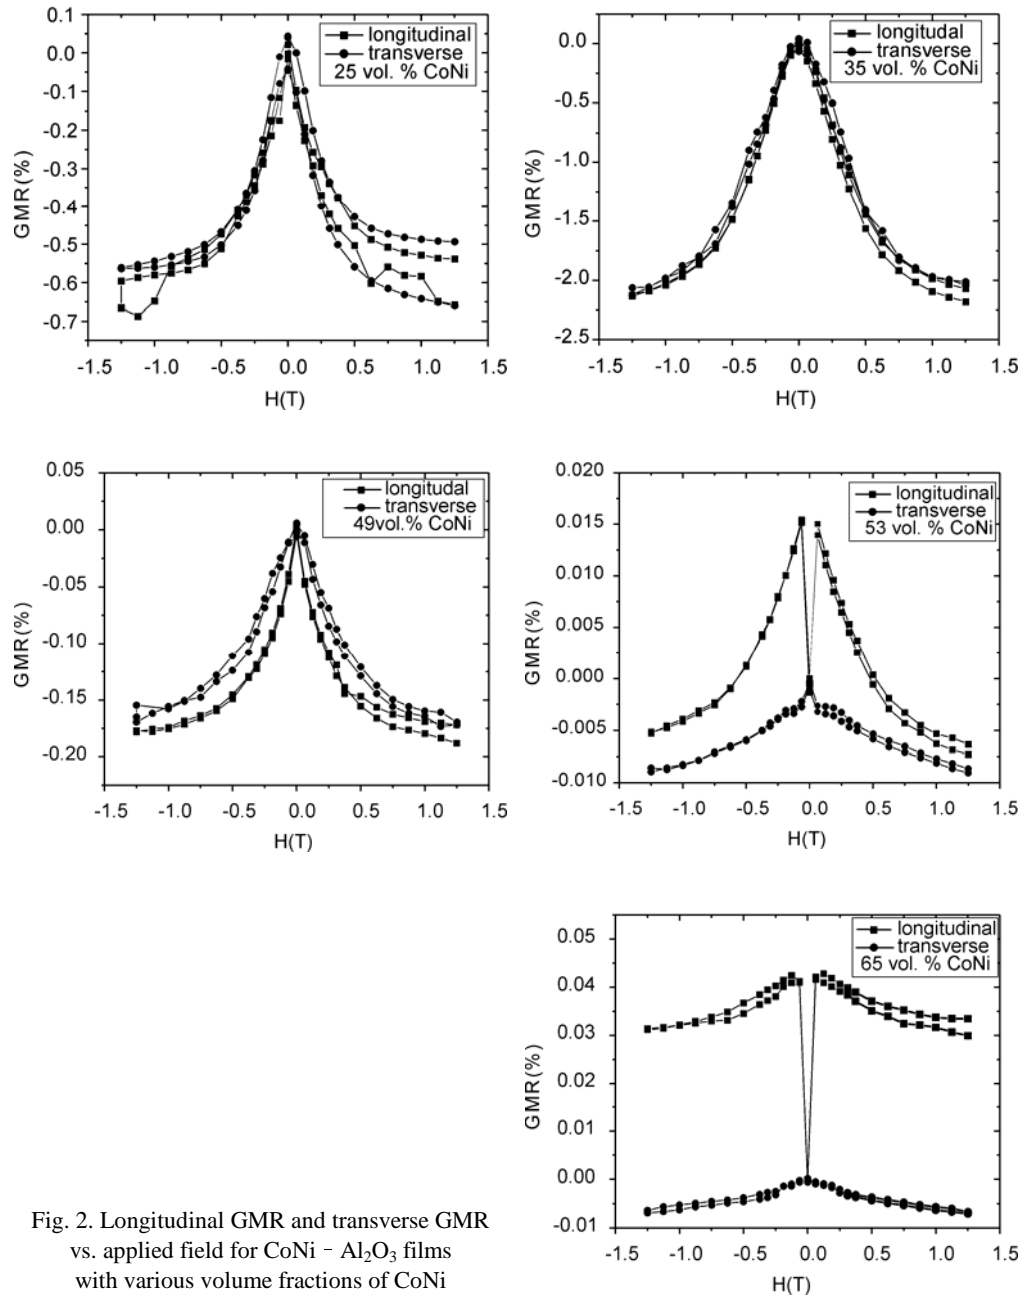 0.1
0.0
-0.1
-0.2
-0.3
-0.4
-0.5
-0.6
-0.7
GMR(%)
longitudinal
transverse
25 vol. % CoNi
-1.5
-1.0
-0.5
0.0
0.5
1.0
1.5
H(T)
0.0
-0.5
-1.0
-1.5
-2.0
-2.5
GMR(%)
longitudal
transverse
35 vol. % CoNi
-1.5
-1.0
-0.5
0.0
0.5
1.0
1.5
H(T)
0.05
0.00
-0.05
-0.10
-0.15
-0.20
GMR(%)
longitudal
transverse
49vol.% CoNi
-1.5
-1.0
-0.5
0.0
0.5
1.0
1.5
H(T)
0.020
0.015
0.010
0.005
0.000
-0.005
-0.010
GMR(%)
longitudinal
transverse
53 vol. % CoNi
-1.5
-1.0
-0.5
0.0
0.5
1.0
1.5
H(T)
0.05
0.04
0.03
0.02
0.01
0.00
-0.01
GMR(%)
longitudinal
transverse
65 vol. % CoNi
-1.5
-1.0
-0.5
0.0
0.5
1.0
1.5
H(T)
Fig. 2. Longitudinal GMR and transverse GMR
vs. applied field for CoNi - Al₂O₃ films
with various volume fractions of CoNi